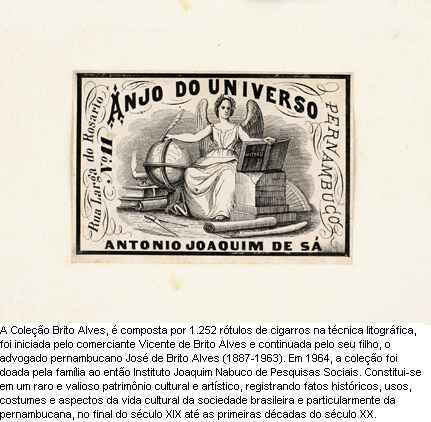 ANJO DO UNIVERSO
Rua Larga do Rosario
Nº 11
PERNAMBUCO
ANTONIO JOAQUIM DE SÁ
A Coleção Brito Alves, é composta por 1.252 rótulos de cigarros na técnica litográfica,
foi iniciada pelo comerciante Vicente de Brito Alves e continuada pelo seu filho, o
advogado pernambucano José de Brito Alves (1887-1963). Em 1964, a coleção foi
doada pela família ao então Instituto Joaquim Nabuco de Pesquisas Sociais. Constitui-se
em um raro e valioso patrimônio cultural e artístico, registrando fatos históricos, usos,
costumes e aspectos da vida cultural da sociedade brasileira e particularmente da
pernambucana, no final do século XIX até as primeiras décadas do século XX.